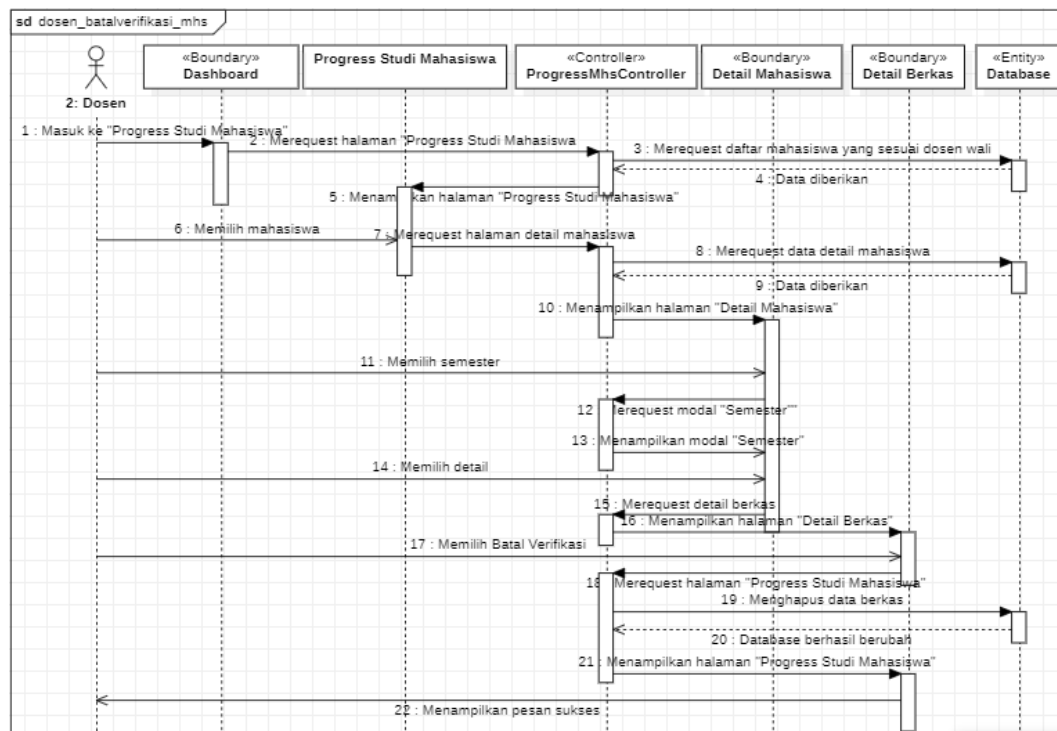 sd dosen_batalverifikasi_mhs
2: Dosen
«Boundary»
Dashboard
Progress Studi Mahasiswa
«Controller»
ProgressMhsController
«Boundary»
Detail Mahasiswa
«Boundary»
Detail Berkas
«Entity»
Database
1 : Masuk ke "Progress Studi Mahasiswa"
2 : Merequest halaman "Progress Studi Mahasiswa
3 : Merequest daftar mahasiswa yang sesuai dosen wali
4 : Data diberikan
5 : Menampilkan halaman "Progress Studi Mahasiswa"
6 : Memilih mahasiswa
7 : Merequest halaman detail mahasiswa
8 : Merequest data detail mahasiswa
9 : Data diberikan
10 : Menampilkan halaman "Detail Mahasiswa"
11 : Memilih semester
12 : Merequest modal "Semester""
13 : Menampilkan modal "Semester"
14 : Memilih detail
15 : Merequest detail berkas
16 : Menampilkan halaman "Detail Berkas"
17 : Memilih Batal Verifikasi
18 : Merequest halaman "Progress Studi Mahasiswa"
19 : Menghapus data berkas
20 : Database berhasil berubah
21 : Menampilkan halaman "Progress Studi Mahasiswa"
22 : Menampilkan pesan sukses